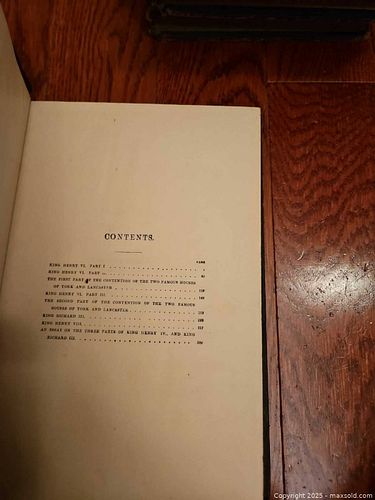 CONTENTS.
PAGE
KING HENRY VI. PART I
KING HENRY VI. PART
THE FIRST PART OF THE CONTENTION OF THE TWO FAMOUS HOUSES
OF YORK AND LANCASTER
KING HENRY VI. PART III.
THE SECOND PART OF THE CONTENTION OF THE TWO FAMOUS
HOUSES OF YORK AND LANCASTER
KING RICHARD III.
KING HENRY VIII.
AN ESSAY ON THE THREE PARTS OF KING HENRY IV., AND KING
RICHARD III.
Copyright 2025 - maxsold.com